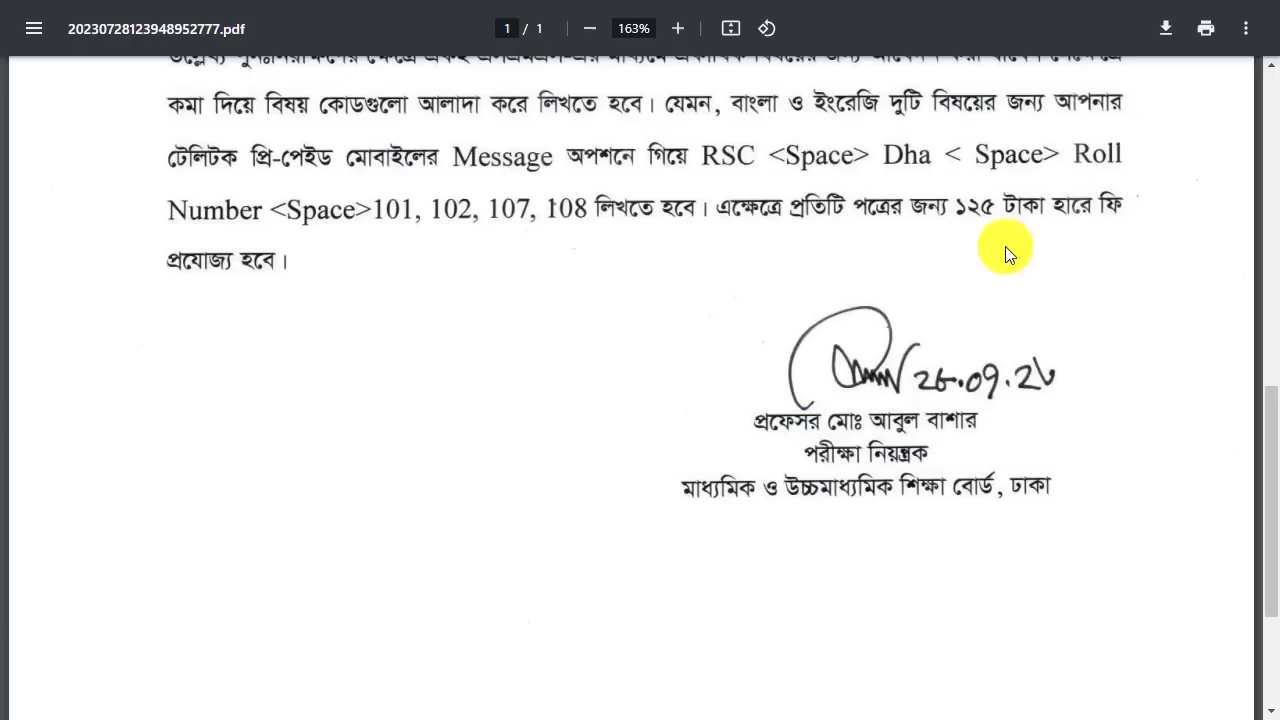 20230728123948952777.pdf
1 / 1
163%
কমা দিয়ে বিষয় কোডগুলো আলাদা করে লিখতে হবে। যেমন, বাংলা ও ইংরেজি দুটি বিষয়ের জন্য আপনার
টেলিটক প্রি-পেইড মোবাইলের Message অপশনে গিয়ে RSC <Space> Dha < Space> Roll
Number <Space>101, 102, 107, 108 লিখতে হবে। এক্ষেত্রে প্রতিটি পত্রের জন্য ১২৫ টাকা হারে ফি
প্রযোজ্য হবে।
প্রফেসর মোঃ আবুল বাশার
পরীক্ষা নিয়ন্ত্রক
মাধ্যমিক ও উচ্চমাধ্যমিক শিক্ষা বোর্ড, ঢাকা